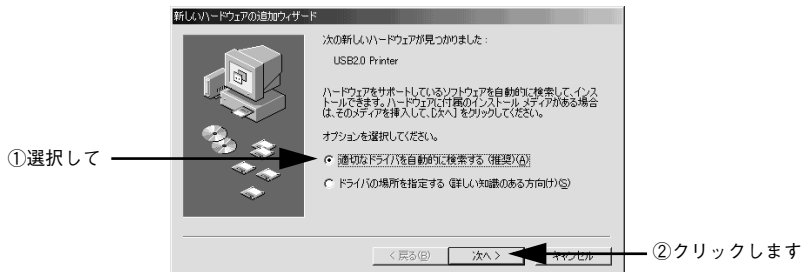 新しいハードウェアの追加ウィザード
次の新しいハードウェアが見つかりました :
USB2.0 Printer
ハードウェアをサポートしているソフトウェアを自動的に検索して、インス
トールできます。ハードウェアに付属のインストール メディアがある場合
は、そのメディアを挿入して、[次へ] をクリックしてください。
オプションを選択してください。
①選択して
適切なドライバを自動的に検索する (推奨)(A)
ドライバの場所を指定する (詳しい知識のある方向け)(S)
< 戻る(B)
次へ >
キャンセル
②クリックします